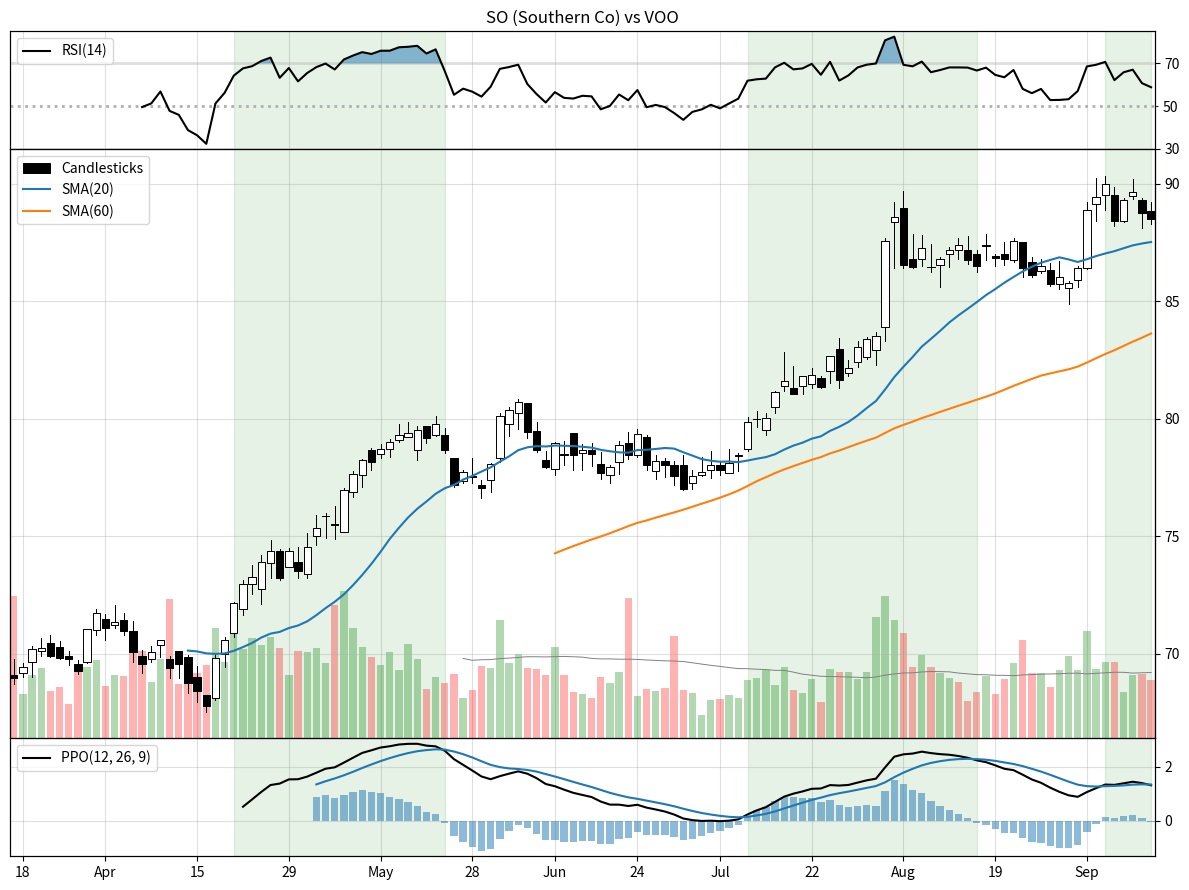 SO (Southern Co) vs VOO
RSI(14)
70
50
30
Candlesticks
SMA(20)
SMA(60)
90
85
80
75
70
PPO(12, 26, 9)
2
0
18 Apr 15 29 May 28 Jun 24 Jul 22 Aug 19 Sep